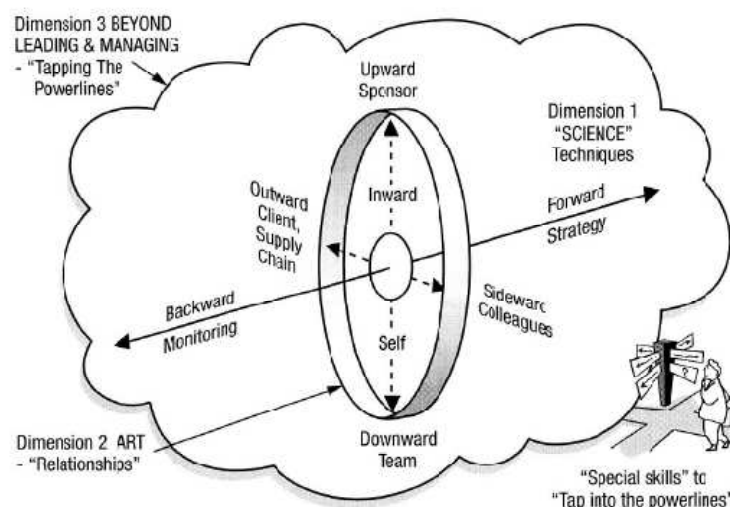 Dimension 3 BEYOND
LEADING & MANAGING
- “Tapping The
Powerlines”
Upward
Sponsor
Dimension 1
“SCIENCE”
Techniques
Outward
Client,
Supply
Chain
Inward
Forward
Strategy
Backward
Monitoring
Self
Sideward
Colleagues
Dimension 2 ART
- “Relationships”
Downward
Team
?
“Special skills” to
“Tap into the powerlines”